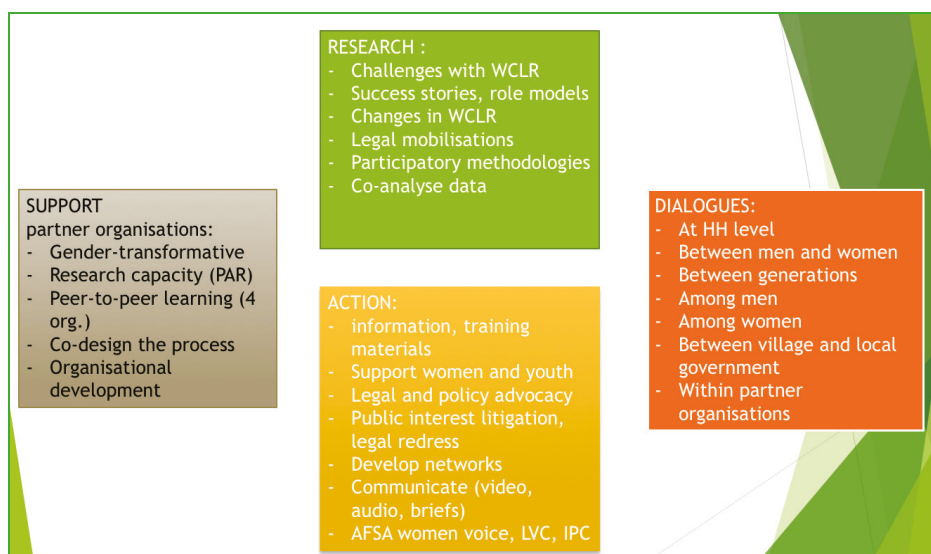 RESEARCH :
- Challenges with WCLR
- Success stories, role models
- Changes in WCLR
- Legal mobilisations
- Participatory methodologies
- Co-analyse data
SUPPORT
partner organisations:
- Gender-transformative
- Research capacity (PAR)
- Peer-to-peer learning (4
org.)
- Co-design the process
- Organisational
development
ACTION:
- information, training
materials
- Support women and youth
- Legal and policy advocacy
- Public interest litigation,
legal redress
- Develop networks
- Communicate (video,
audio, briefs)
- AFSA women voice, LVC, IPC
DIALOGUES:
- At HH level
- Between men and women
- Between generations
- Among men
- Among women
- Between village and local
government
- Within partner
organisations